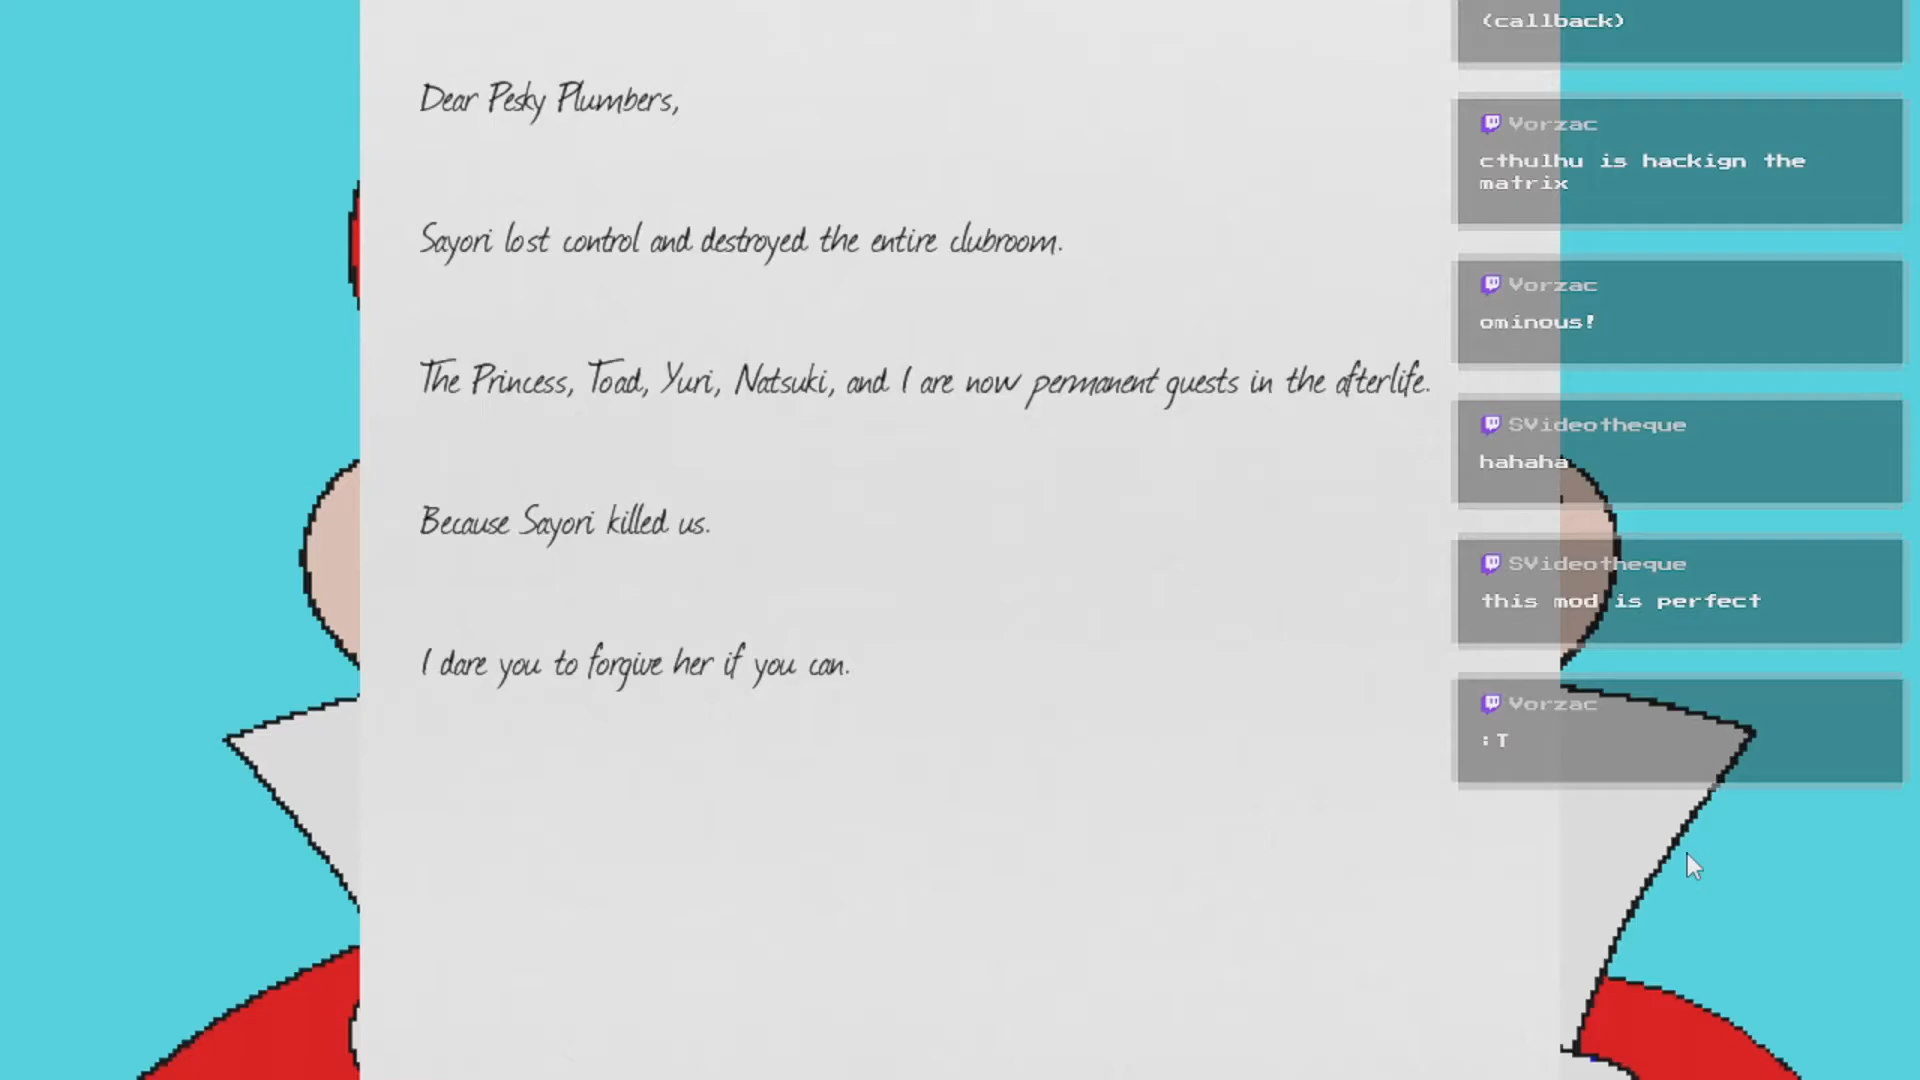 Dear Pesky Plumbers,
Sayori lost control and destroyed the entire clubroom.
The Princess, Toad, Yuri, Natsuki, and I are now permanent guests in the afterlife.
Because Sayori killed us.
I dare you to forgive her if you can.
(callback)
Vorzac
cthulhu is hackign the
matrix
Vorzac
ominous!
SVideotheque
hahaha
SVideotheque
this mod is perfect
Vorzac
:T